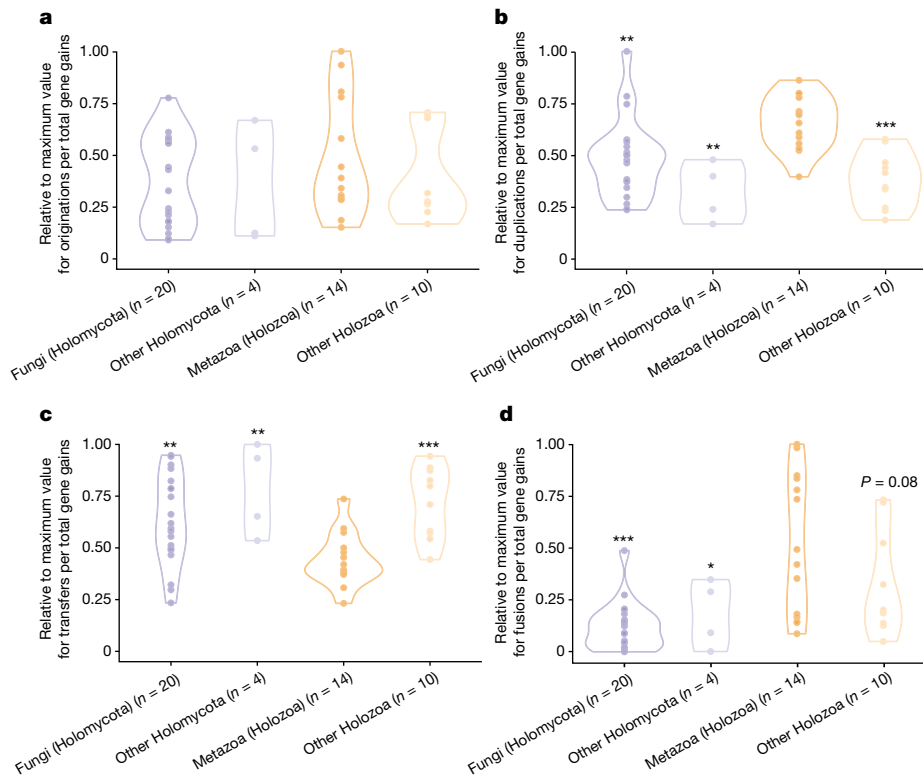 a
Relative to maximum value
for originations per total gene gains
1.00
0.75
0.50
0.25
0
Fungi (Holomycota) (n = 20)
Other Holomycota (n = 4)
Metazoa (Holozoa) (n = 14)
Other Holozoa (n = 10)
b
Relative to maximum value
for duplications per total gene gains
1.00
0.75
0.50
0.25
0
**
**
***
Fungi (Holomycota) (n = 20)
Other Holomycota (n = 4)
Metazoa (Holozoa) (n = 14)
Other Holozoa (n = 10)
c
Relative to maximum value
for transfers per total gene gains
1.00
0.75
0.50
0.25
0
**
**
***
Fungi (Holomycota) (n = 20)
Other Holomycota (n = 4)
Metazoa (Holozoa) (n = 14)
Other Holozoa (n = 10)
d
Relative to maximum value
for fusions per total gene gains
1.00
0.75
0.50
0.25
0
***
*
P = 0.08
Fungi (Holomycota) (n = 20)
Other Holomycota (n = 4)
Metazoa (Holozoa) (n = 14)
Other Holozoa (n = 10)